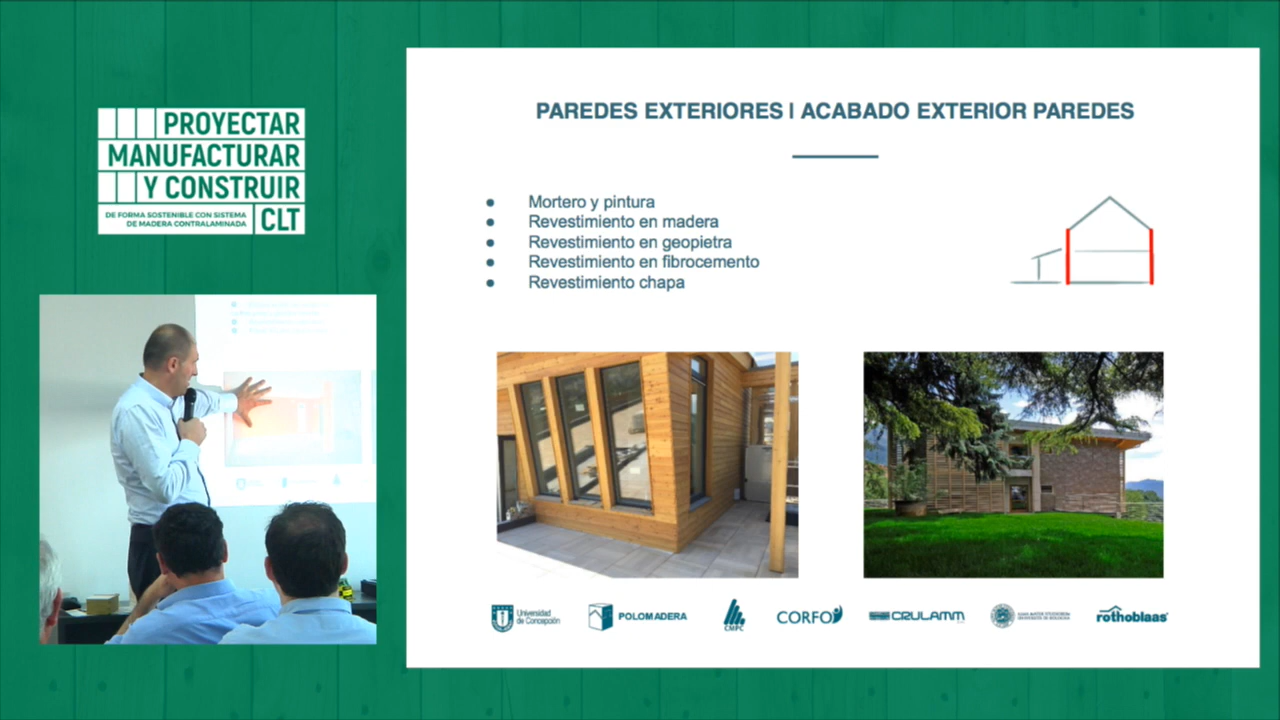 PROYECTAR
MANUFACTURAR
Y CONSTRUIR
DE FORMA SOSTENIBLE CON SISTEMA
DE MADERA CONTRALAMINADA
CLT
PAREDES EXTERIORES | ACABADO EXTERIOR PAREDES
● Mortero y pintura
● Revestimiento en madera
● Revestimiento en geopietra
● Revestimiento en fibrocemento
● Revestimiento chapa
Universidad
de Concepción
POLOMADERA
CMPC
CORFO
CRULAMM
rothoblaas